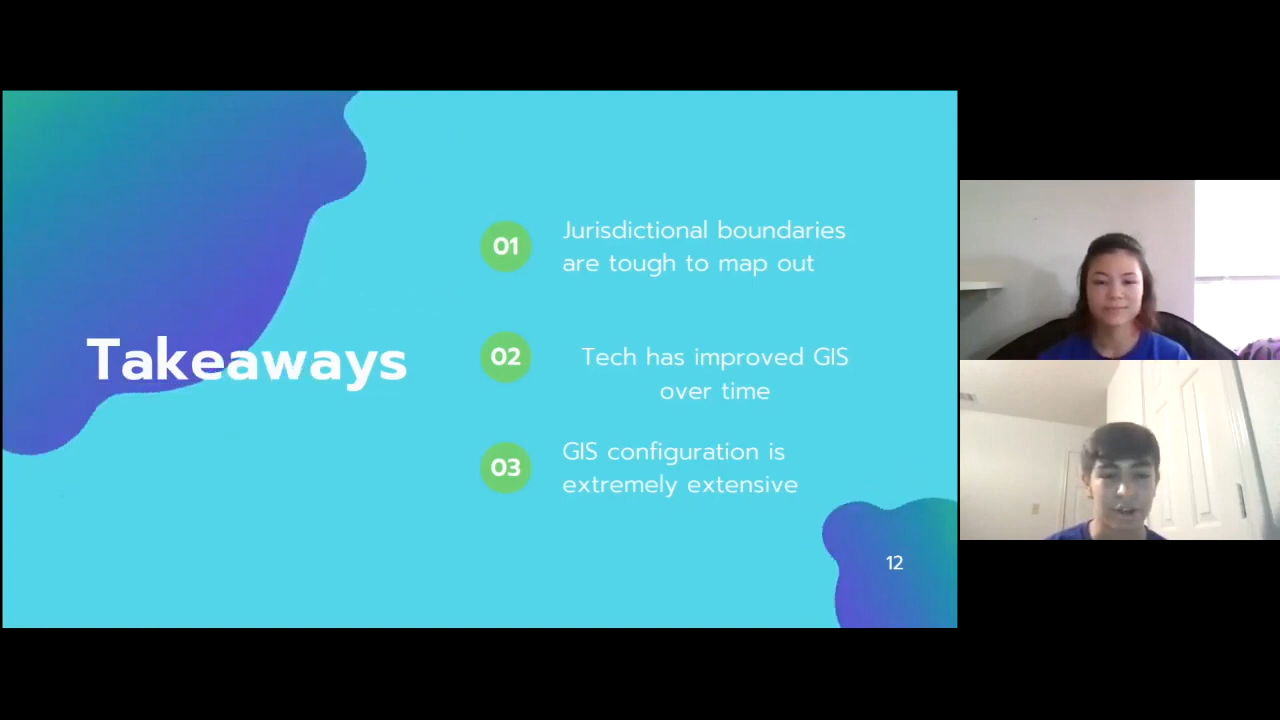 Takeaways
01
Jurisdictional boundaries
are tough to map out
02
Tech has improved GIS
over time
03
GIS configuration is
extremely extensive
12